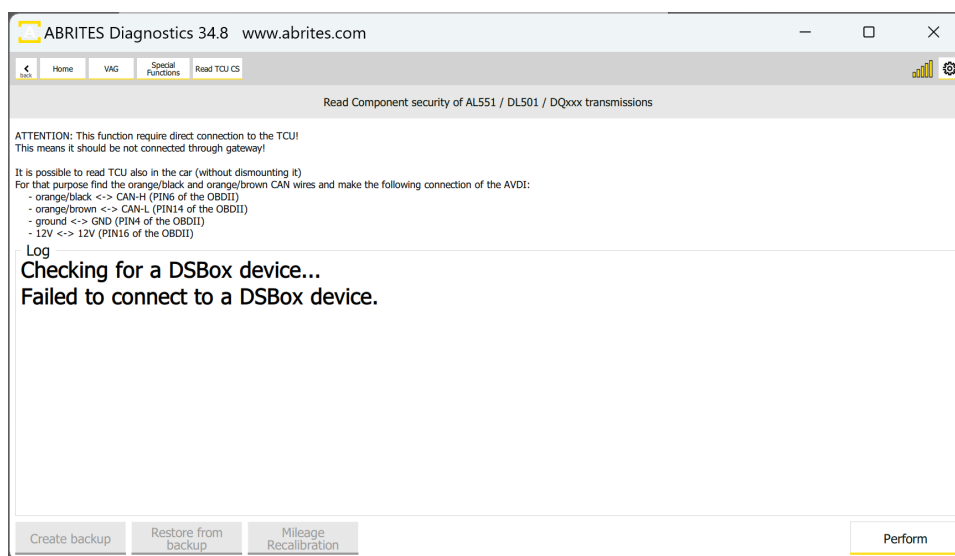 ABRITES Diagnostics 34.8 www.abrites.com
back
Home
VAG
Special
Functions
Read TCU CS
Read Component security of AL551 / DL501 / DQxxx transmissions
ATTENTION: This function require direct connection to the TCU!
This means it should be not connected through gateway!
It is possible to read TCU also in the car (without dismounting it)
For that purpose find the orange/black and orange/brown CAN wires and make the following connection of the AVDI:
- orange/black <-> CAN-H (PIN6 of the OBDII)
- orange/brown <-> CAN-L (PIN14 of the OBDII)
- ground <-> GND (PIN4 of the OBDII)
- 12V <-> 12V (PIN16 of the OBDII)
Log
Checking for a DSBox device...
Failed to connect to a DSBox device.
Create backup
Restore from
backup
Mileage
Recalibration
Perform